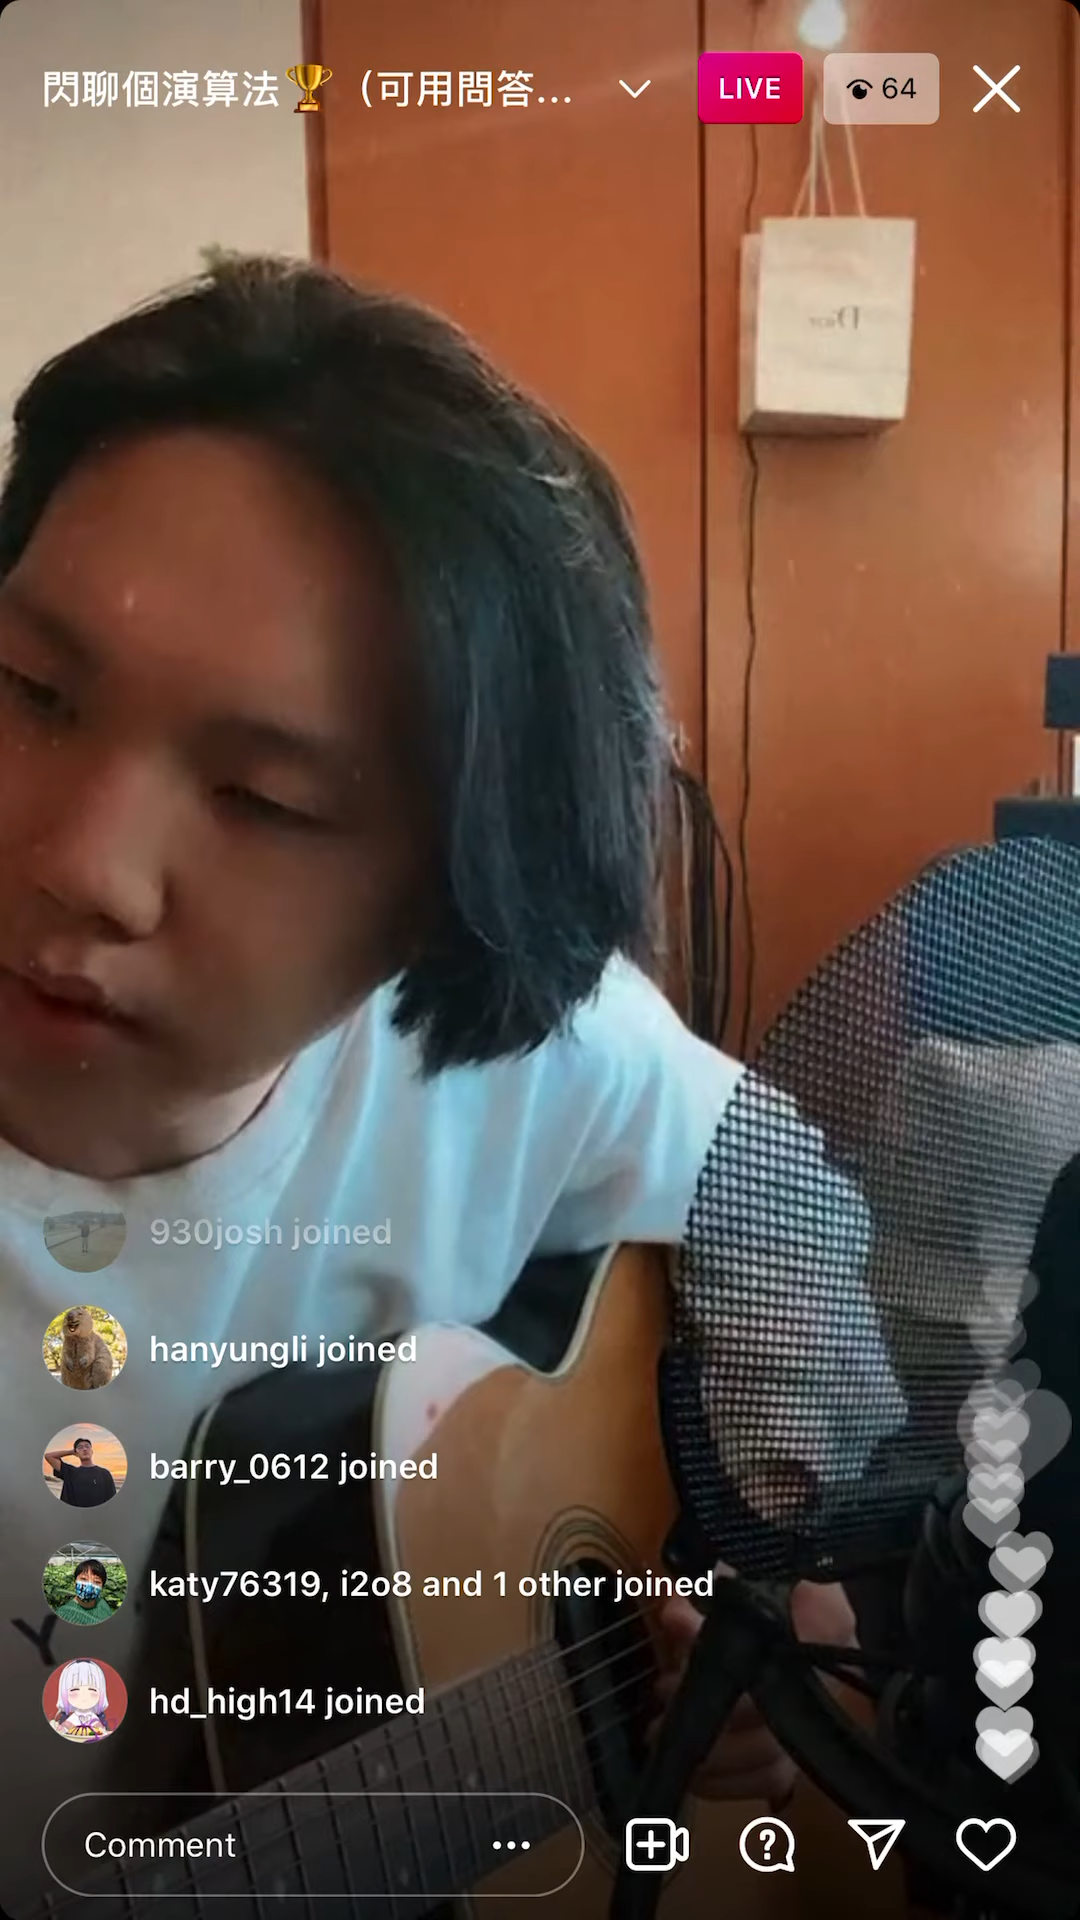 閃聊個演算法🏆（可用問答...
LIVE
64
Dior
930josh joined
hanyungli joined
barry_0612 joined
katy76319, i2o8 and 1 other joined
hd_high14 joined
Y
Comment